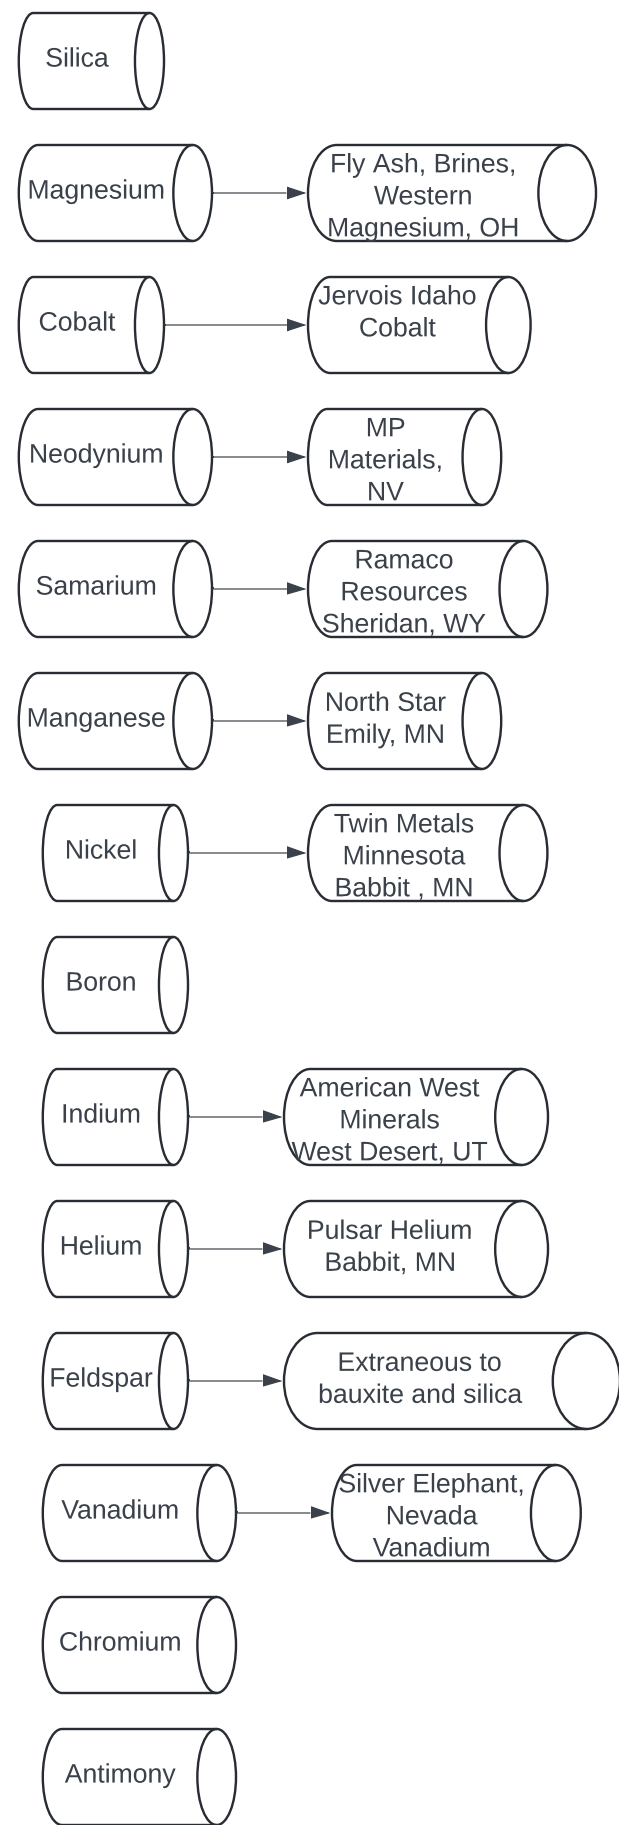 Silica
Magnesium
Fly Ash, Brines,
Western
Magnesium, OH
Cobalt
Jervois Idaho
Cobalt
Neodynium
MP
Materials,
NV
Samarium
Ramaco
Resources
Sheridan, WY
Manganese
North Star
Emily, MN
Nickel
Twin Metals
Minnesota
Babbit , MN
Boron
Indium
American West
Minerals
West Desert, UT
Helium
Pulsar Helium
Babbit, MN
Feldspar
Extraneous to
bauxite and silica
Vanadium
Silver Elephant,
Nevada
Vanadium
Chromium
Antimony